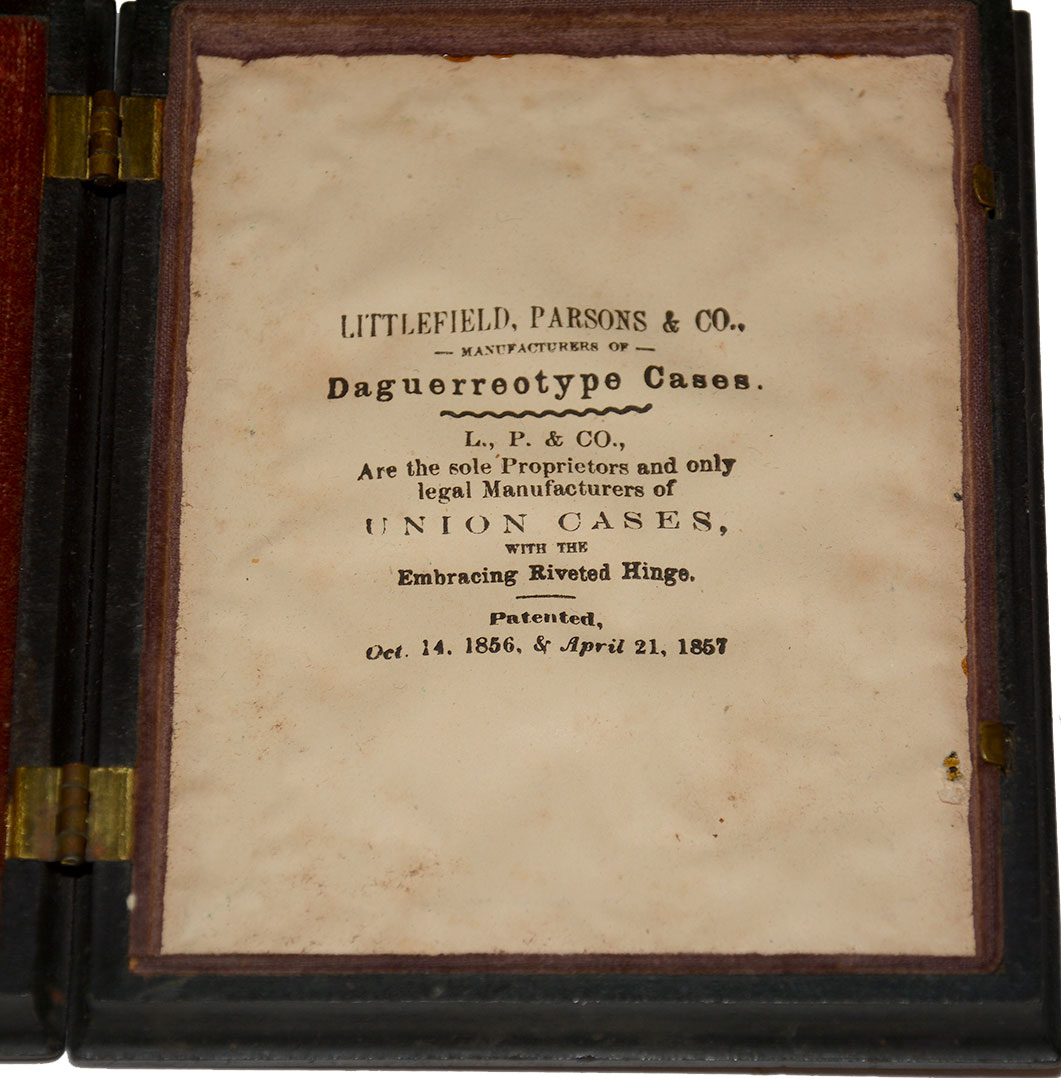 LITTLEFIELD, PARSONS & CO.,
— MANUFACTURERS OF —
Daguerreotype Cases.
L., P. & CO.,
Are the sole Proprietors and only
legal Manufacturers of
UNION CASES,
WITH THE
Embracing Riveted Hinge.
Patented,
Oct. 14. 1856, & April 21, 1857